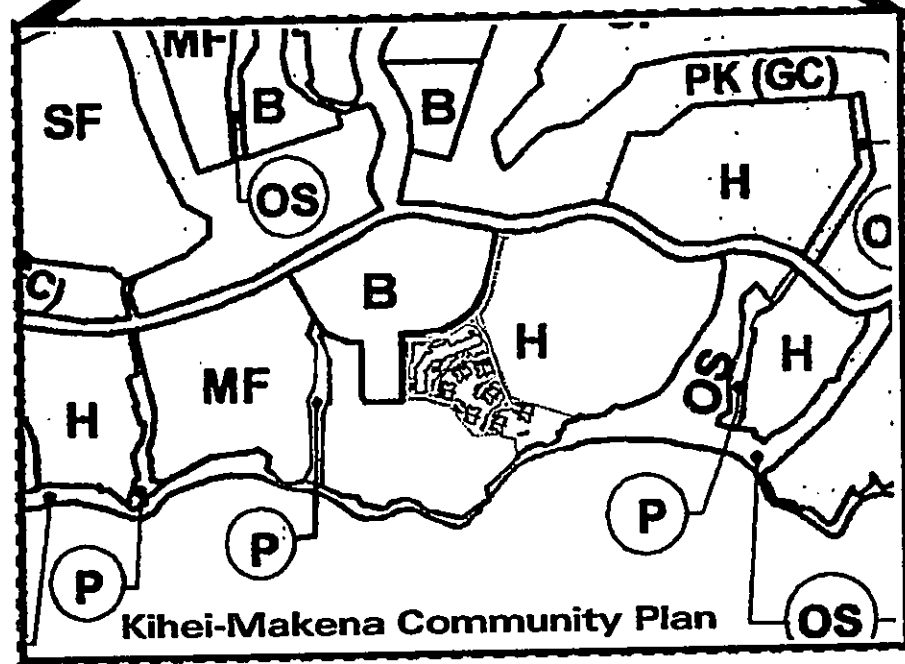 MF
PK (GC)
SF
B
B
OS
H
C)
B
H
H
MF
OS
H
P
P
P
Kihei-Makena Community Plan
OS